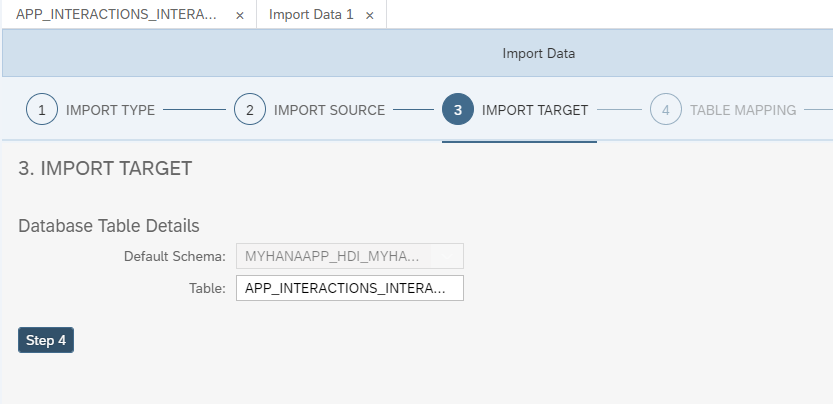 APP_INTERACTIONS_INTERA... × Import Data 1 ×
Import Data
1 IMPORT TYPE 2 IMPORT SOURCE 3 IMPORT TARGET 4 TABLE MAPPING
3. IMPORT TARGET
Database Table Details
Default Schema: MYHANAAPP_HDI_MYHA...
Table: APP_INTERACTIONS_INTERA...
Step 4